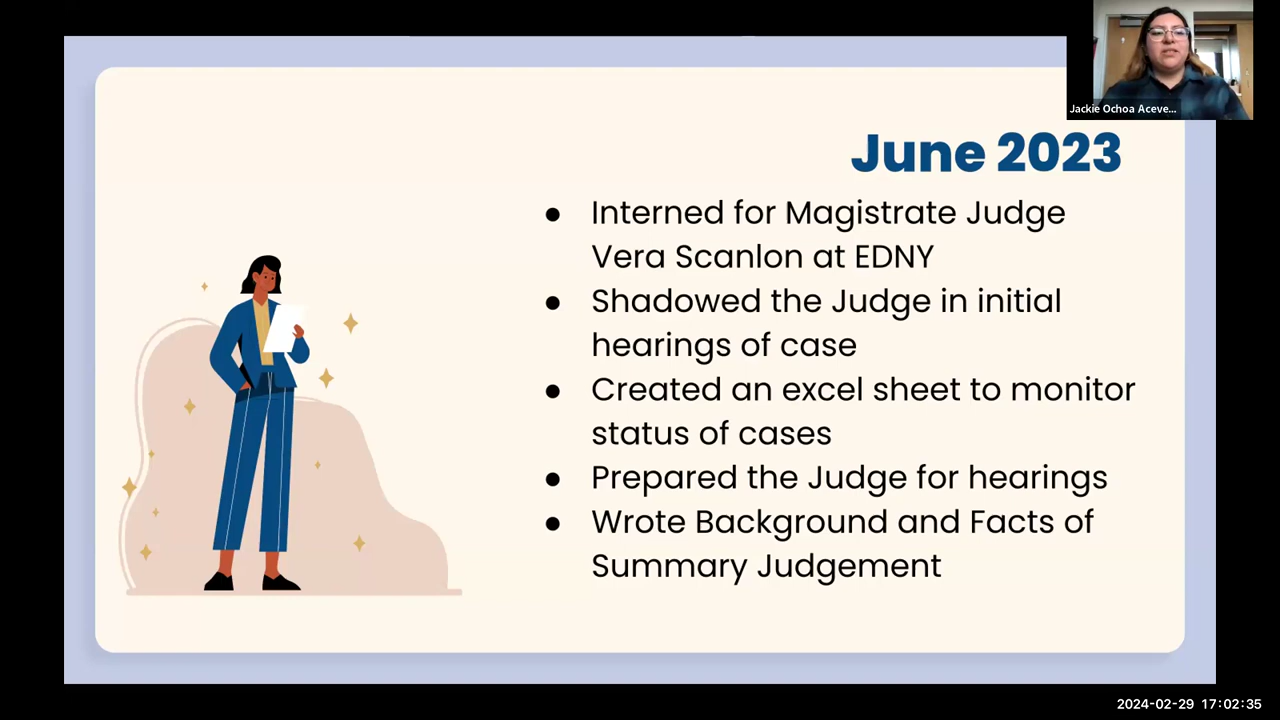 Jackie Ochoa Aceve...
June 2023
● Interned for Magistrate Judge
Vera Scanlon at EDNY
● Shadowed the Judge in initial
hearings of case
● Created an excel sheet to monitor
status of cases
● Prepared the Judge for hearings
● Wrote Background and Facts of
Summary Judgement
2024-02-29 17:02:35